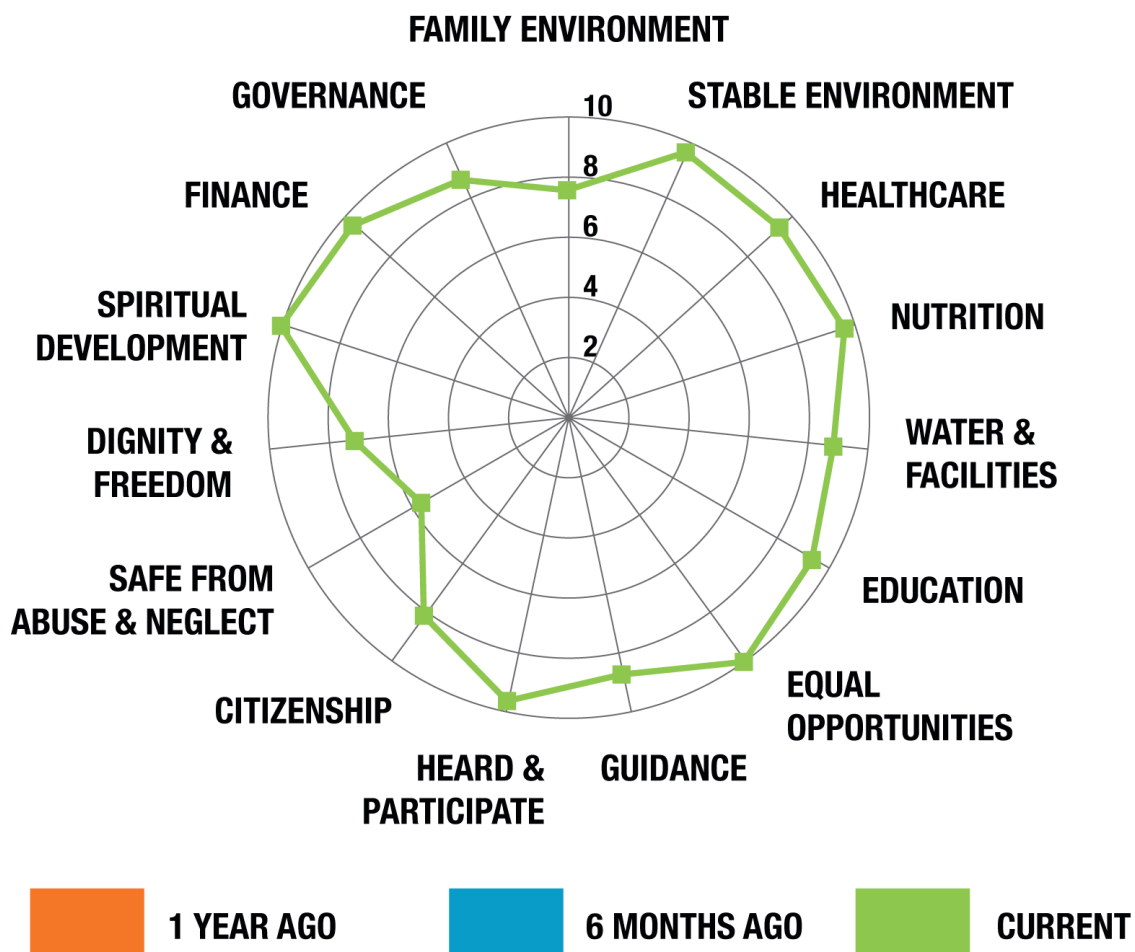 FAMILY ENVIRONMENT
GOVERNANCE
STABLE ENVIRONMENT
10
8
6
4
2
FINANCE
HEALTHCARE
SPIRITUAL
DEVELOPMENT
NUTRITION
DIGNITY &
FREEDOM
WATER &
FACILITIES
SAFE FROM
ABUSE & NEGLECT
EDUCATION
CITIZENSHIP
EQUAL
OPPORTUNITIES
HEARD &
PARTICIPATE
GUIDANCE
1 YEAR AGO
6 MONTHS AGO
CURRENT